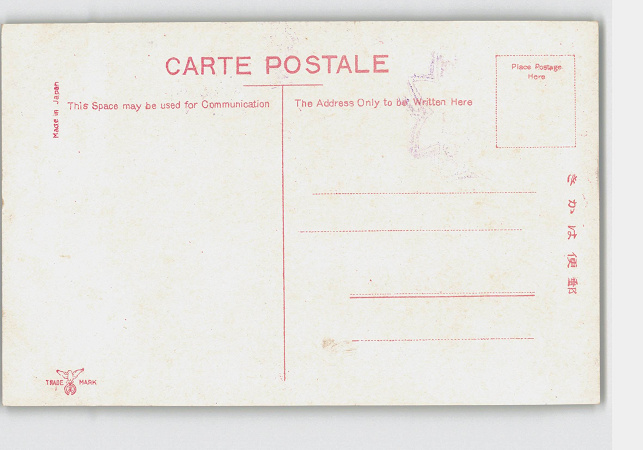 CARTE POSTALE
Place Postage
Here
Made in Japan
This Space may be used for Communication
The Address Only to be Written Here
きかは便郵
TRADE MARK